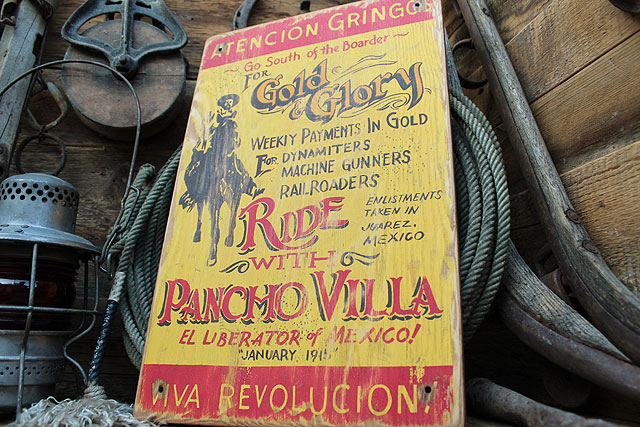 ATENCION GRINGOS
~ Go South of the Boarder ~
FOR
Gold
& Glory
WEEKLY PAYMENTS IN GOLD
FOR DYNAMITERS
MACHINE GUNNERS
RAILROADERS
RIDE
ENLISTMENTS
TAKEN IN
JUAREZ.
MEXICO
~ WITH ~
PANCHO VILLA
EL LIBERATOR of MEXICO!
"JANUARY 1915"
VIVA REVOLUCION!